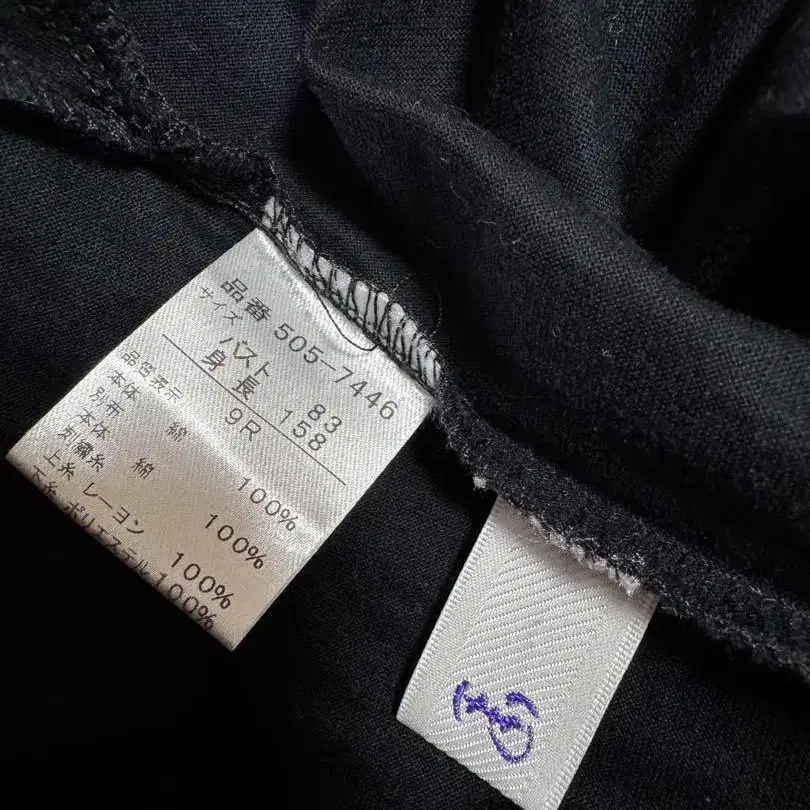 品番 505-7446
サイズ
バスト 83
身長 158
9R
品質表示
本体 綿 100%
別布
本体 綿 100%
刺繍糸
上糸 レーヨン 100%
下糸 ポリエステル 100%